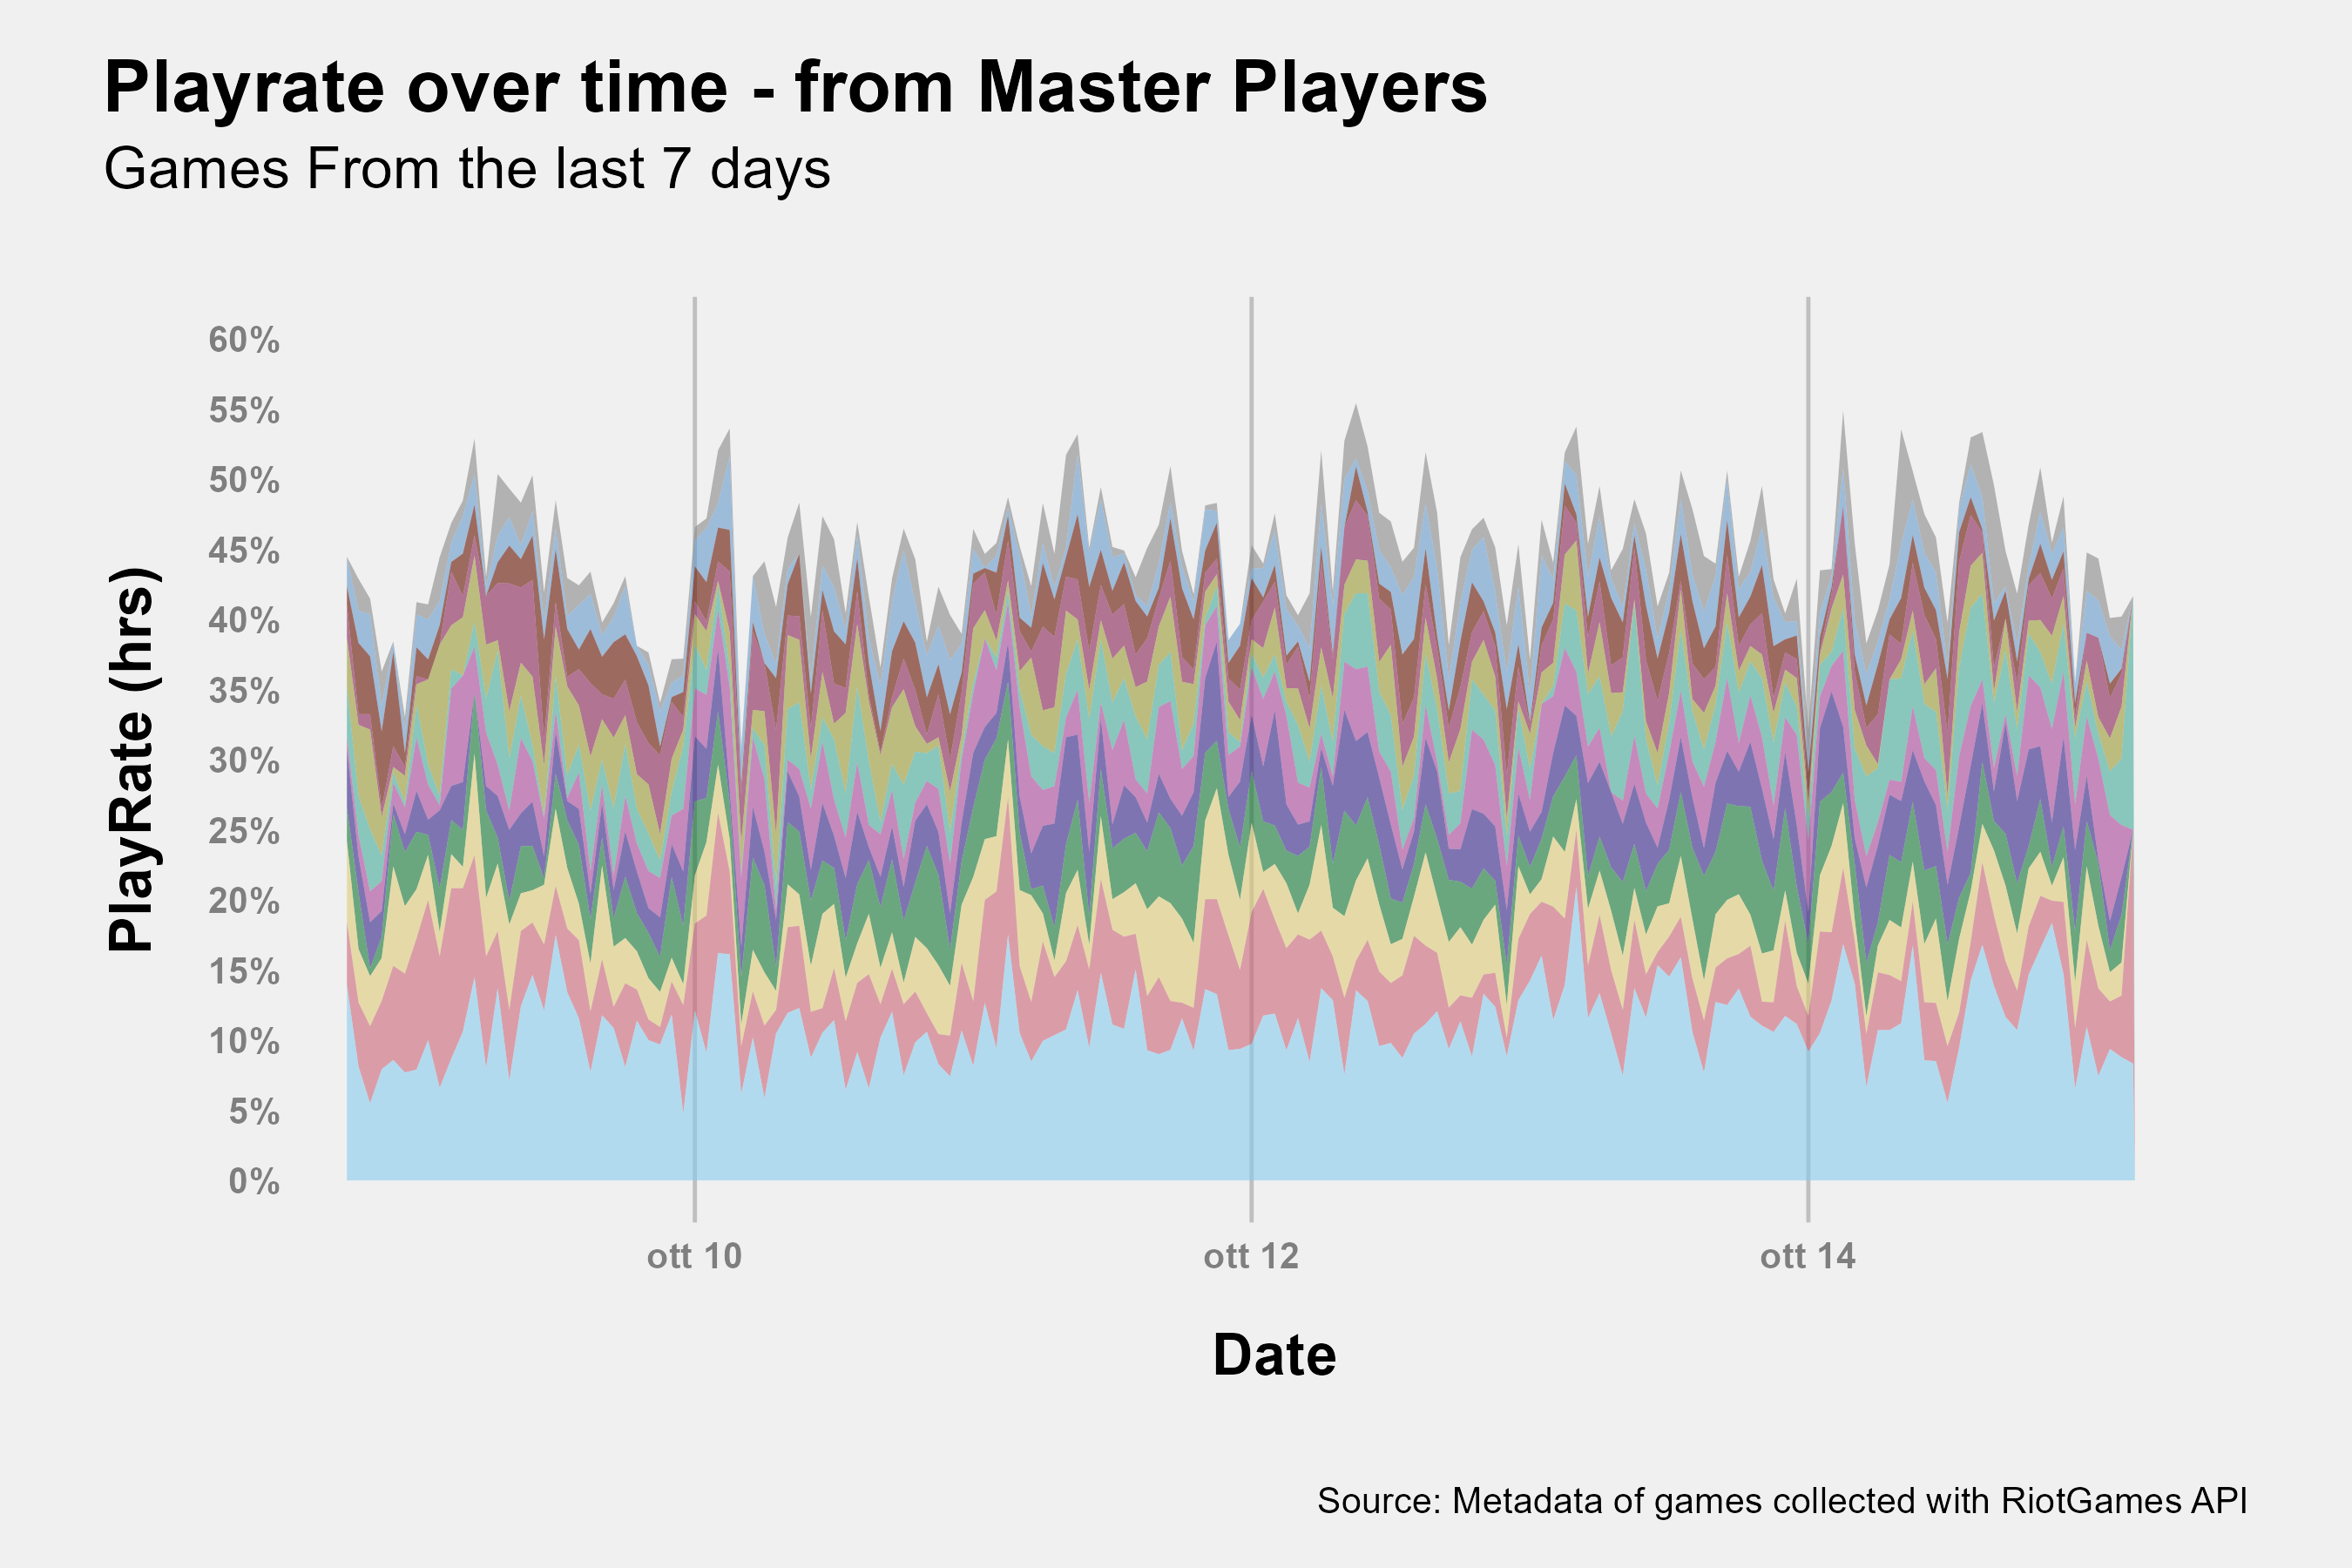 Playrate over time - from Master Players
Games From the last 7 days
60%
55%
50%
45%
40%
35%
30%
25%
20%
15%
10%
5%
0%
PlayRate (hrs)
ott 10
ott 12
ott 14
Date
Source: Metadata of games collected with RiotGames API